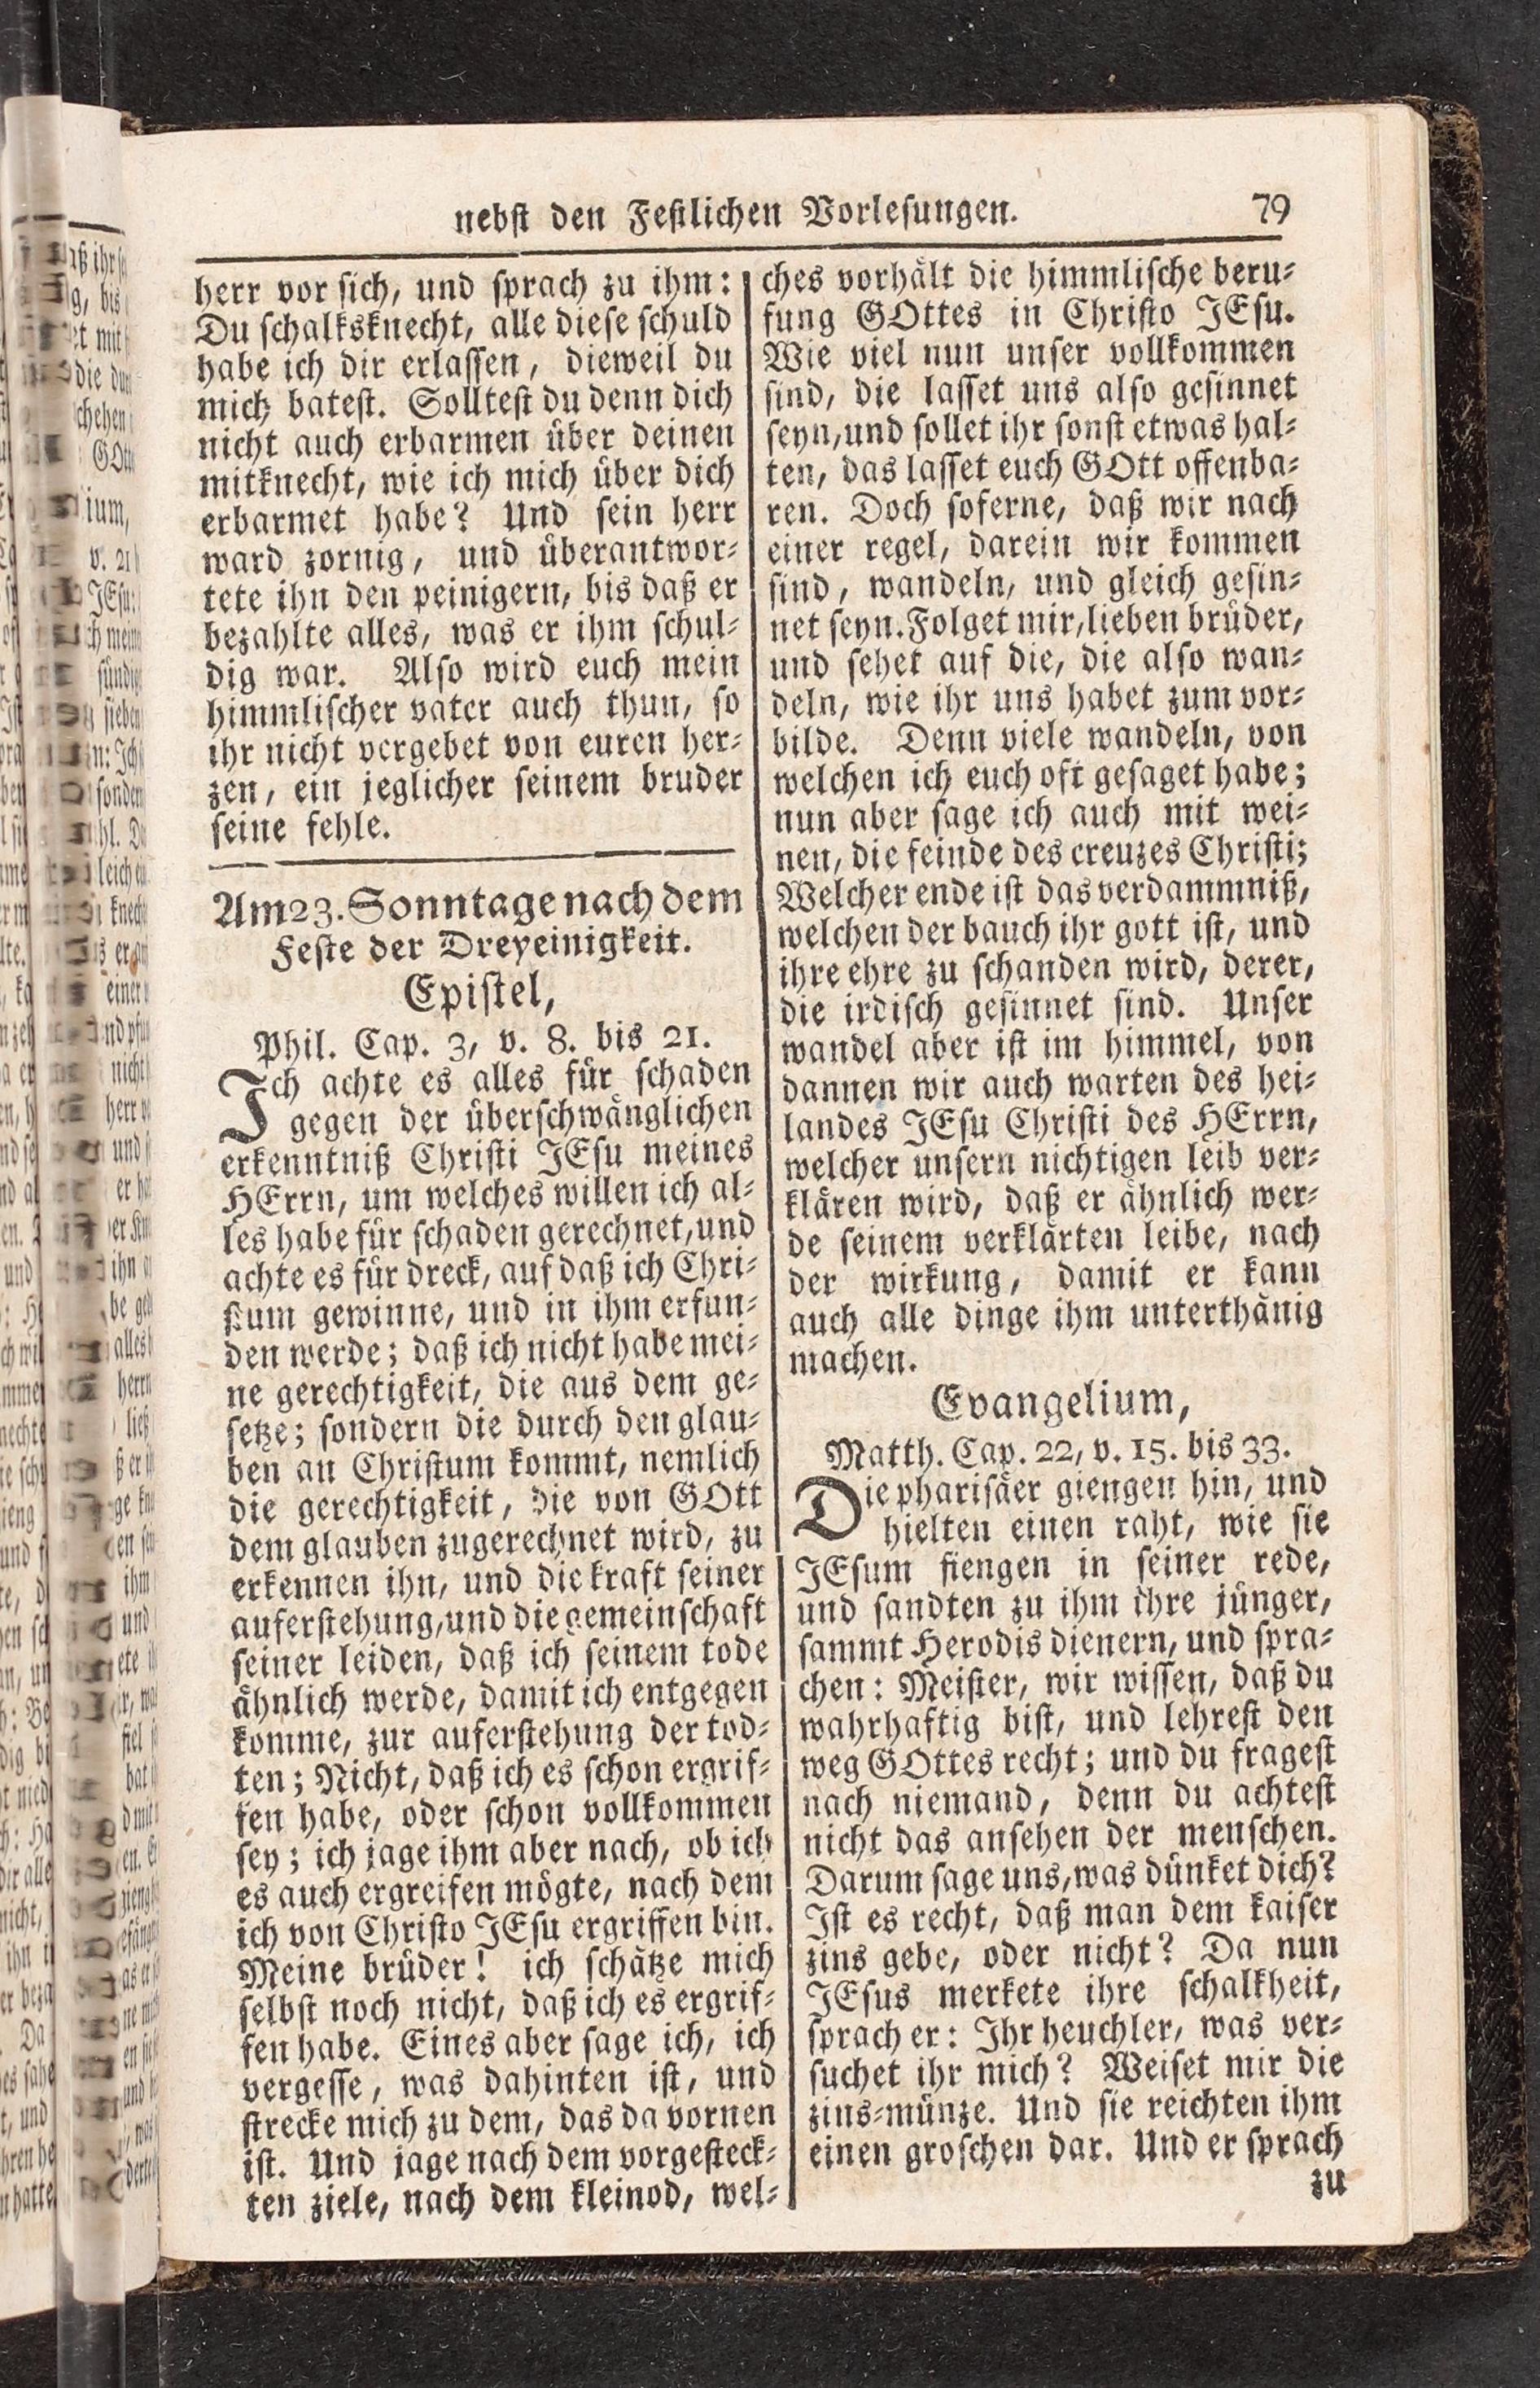 nebst den Festlichen Vorlesungen. 79
herr vor sich, und sprach zu ihm:
Du schalksknecht, alle diese schuld
habe ich dir erlassen, dieweil du
mich batest. Solltest du denn dich
nicht auch erbarmen über deinen
mitknecht, wie ich mich über dich
erbarmet habe? Und sein herr
ward zornig, und überantwor-
tete ihn den peinigern, bis daß er
bezahlte alles, was er ihm schul-
dig war. Also wird euch mein
himmlischer vater auch thun, so
ihr nicht vergebet von euren her-
zen, ein jeglicher seinem bruder
seine fehle.
Am 23. Sonntage nach dem
Feste der Dreyeinigkeit.
Epistel,
Phil. Cap. 3, v. 8. bis 21.
Ich achte es alles für schaden
gegen der überschwänglichen
erkenntniß Christi JEsu meines
HErrn, um welches willen ich al-
les habe für schaden gerechnet, und
achte es für dreck, auf daß ich Chri-
stum gewinne, und in ihm erfun-
den werde; daß ich nicht habe mei-
ne gerechtigkeit, die aus dem ge-
setze; sondern die durch den glau-
ben an Christum kommt, nemlich
die gerechtigkeit, die von GOtt
dem glauben zugerechnet wird, zu
erkennen ihn, und die kraft seiner
auferstehung, und die gemeinschaft
seiner leiden, daß ich seinem tode
ähnlich werde, damit ich entgegen
komme, zur auferstehung der tod-
ten; Nicht, daß ich es schon ergrif-
fen habe, oder schon vollkommen
sey; ich jage ihm aber nach, ob ich
es auch ergreifen mögte, nach dem
ich von Christo JEsu ergriffen bin.
Meine brüder! ich schätze mich
selbst noch nicht, daß ich es ergrif-
fen habe. Eines aber sage ich, ich
vergesse, was dahinten ist, und
strecke mich zu dem, das da vornen
ist. Und jage nach dem vorgesteck-
ten ziele, nach dem kleinod, wel-
ches vorhält die himmlische beru-
fung GOttes in Christo JEsu.
Wie viel nun unser vollkommen
sind, die lasset uns also gesinnet
seyn, und sollet ihr sonst etwas hal-
ten, das lasset euch GOtt offenba-
ren. Doch soferne, daß wir nach
einer regel, darein wir kommen
sind, wandeln, und gleich gesin-
net seyn. Folget mir, lieben brüder,
und sehet auf die, die also wan-
deln, wie ihr uns habet zum vor-
bilde. Denn viele wandeln, von
welchen ich euch oft gesaget habe;
nun aber sage ich auch mit wei-
nen, die feinde des creuzes Christi;
Welcher ende ist das verdammniß,
welchen der bauch ihr gott ist, und
ihre ehre zu schanden wird, derer,
die irdisch gesinnet sind. Unser
wandel aber ist im himmel, von
dannen wir auch warten des hei-
landes JEsu Christi des HErrn,
welcher unsern nichtigen leib ver-
klären wird, daß er ähnlich wer-
de seinem verklärten leibe, nach
der wirkung, damit er kann
auch alle dinge ihm unterthänig
machen.
Evangelium,
Matth. Cap. 22, v. 15. bis 33.
Die pharisäer giengen hin, und
hielten einen raht, wie sie
JEsum fiengen in seiner rede,
und sandten zu ihm ihre jünger,
sammt Herodis dienern, und spra-
chen: Meister, wir wissen, daß du
wahrhaftig bist, und lehrest den
weg GOttes recht; und du fragest
nach niemand, denn du achtest
nicht das ansehen der menschen.
Darum sage uns, was dünket dich?
Ist es recht, daß man dem kaiser
zins gebe, oder nicht? Da nun
JEsus merkete ihre schalkheit,
sprach er: Ihr heuchler, was ver-
suchet ihr mich? Weiset mir die
zins-münze. Und sie reichten ihm
einen groschen dar. Und er sprach
zu